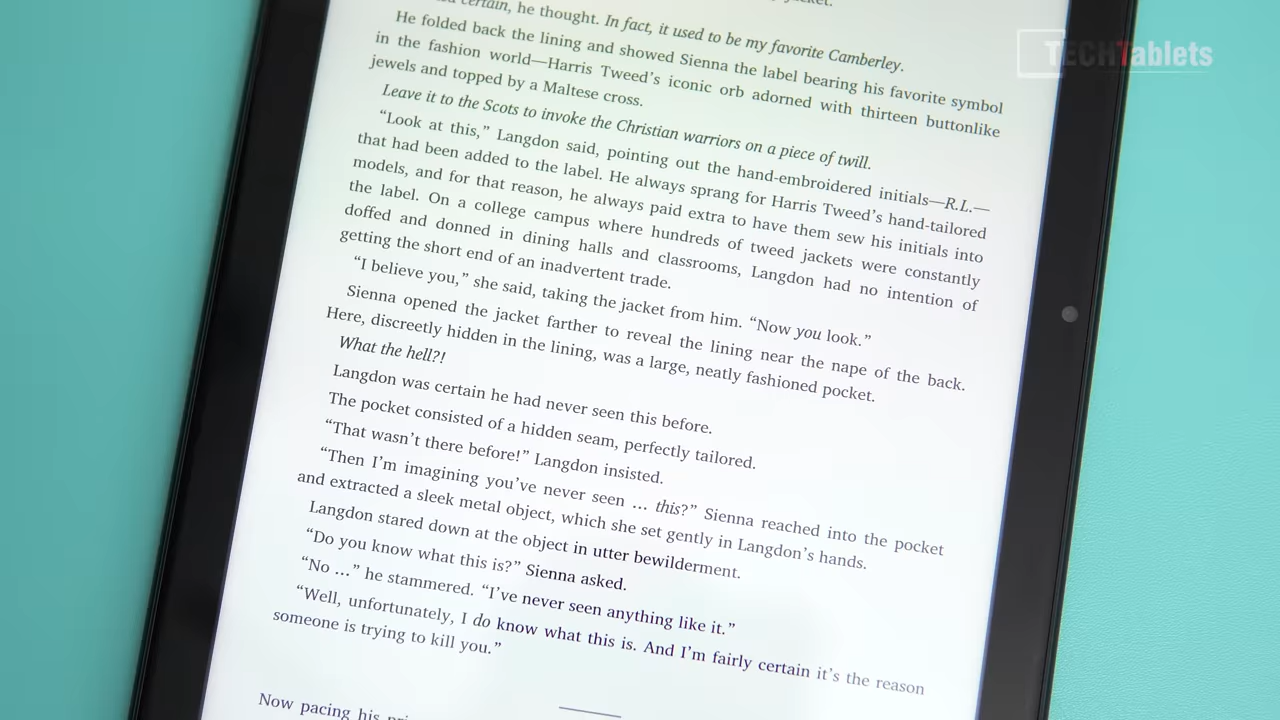 certain, he thought. In fact, it used to be my favorite Camberley.
He folded back the lining and showed Sienna the label bearing his favorite symbol
in the fashion world—Harris Tweed's iconic orb adorned with thirteen buttonlike
jewels and topped by a Maltese cross.
Leave it to the Scots to invoke the Christian warriors on a piece of twill.
“Look at this,” Langdon said, pointing out the hand-embroidered initials—R.L.—
that had been added to the label. He always sprang for Harris Tweed's hand-tailored
models, and for that reason, he always paid extra to have them sew his initials into
the label. On a college campus where hundreds of tweed jackets were constantly
doffed and donned in dining halls and classrooms, Langdon had no intention of
getting the short end of an inadvertent trade.
“I believe you,” she said, taking the jacket from him. “Now you look.”
Sienna opened the jacket farther to reveal the lining near the nape of the back.
Here, discreetly hidden in the lining, was a large, neatly fashioned pocket.
What the hell?!
Langdon was certain he had never seen this before.
The pocket consisted of a hidden seam, perfectly tailored.
“That wasn't there before!” Langdon insisted.
“Then I'm imagining you've never seen … this?” Sienna reached into the pocket
and extracted a sleek metal object, which she set gently in Langdon's hands.
Langdon stared down at the object in utter bewilderment.
“Do you know what this is?” Sienna asked.
“No …” he stammered. “I've never seen anything like it.”
“Well, unfortunately, I do know what this is. And I'm fairly certain it's the reason
someone is trying to kill you.”
Now pacing his
TECHTablets